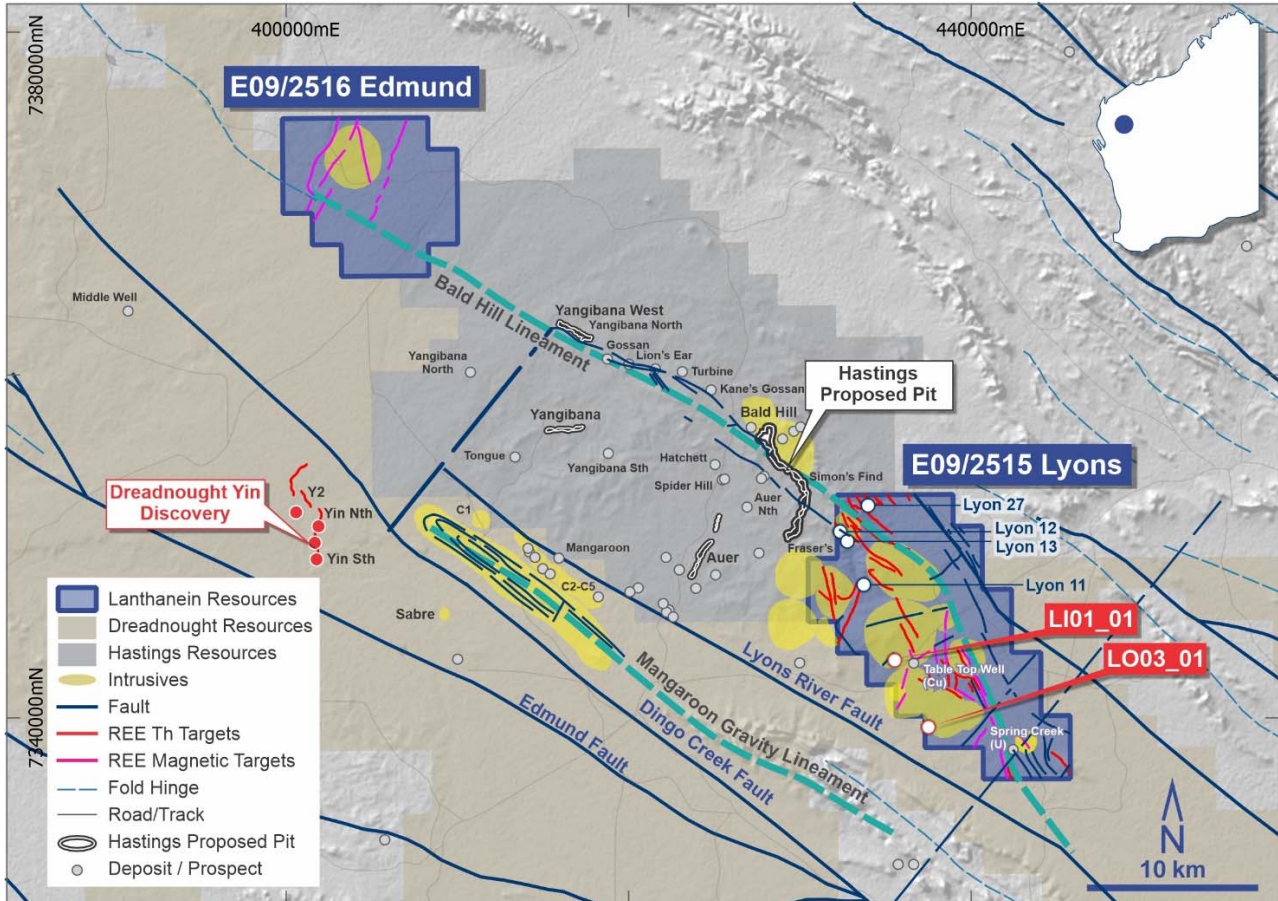 400000mE
440000mE
7380000mN
E09/2516 Edmund
Middle Well
Bald Hill Lineament
Yangibana West
Yangibana North
Gossan
Lion's Ear
Yangibana
North
Turbine
Kane's Gossan
Hastings
Proposed Pit
Bald Hill
Yangibana
Tongue
Yangibana Sth
Hatchett
Spider Hill
Simon's Find
Auer
Nth
E09/2515 Lyons
Lyon 27
Lyon 12
Lyon 13
Lyon 11
Dreadnought Yin
Discovery
Y2
Yin Nth
Yin Sth
C1
Mangaroon
C2-C5
Auer
Fraser's
Sabre
LI01_01
LO03_01
Table Top Well
(Cu)
Spring Creek
(U)
Lyons River Fault
Mangaroon Gravity Lineament
Dingo Creek Fault
Edmund Fault
7340000mN
Lanthanein Resources
Dreadnought Resources
Hastings Resources
Intrusives
Fault
REE Th Targets
REE Magnetic Targets
Fold Hinge
Road/Track
Hastings Proposed Pit
Deposit / Prospect
N
10 km